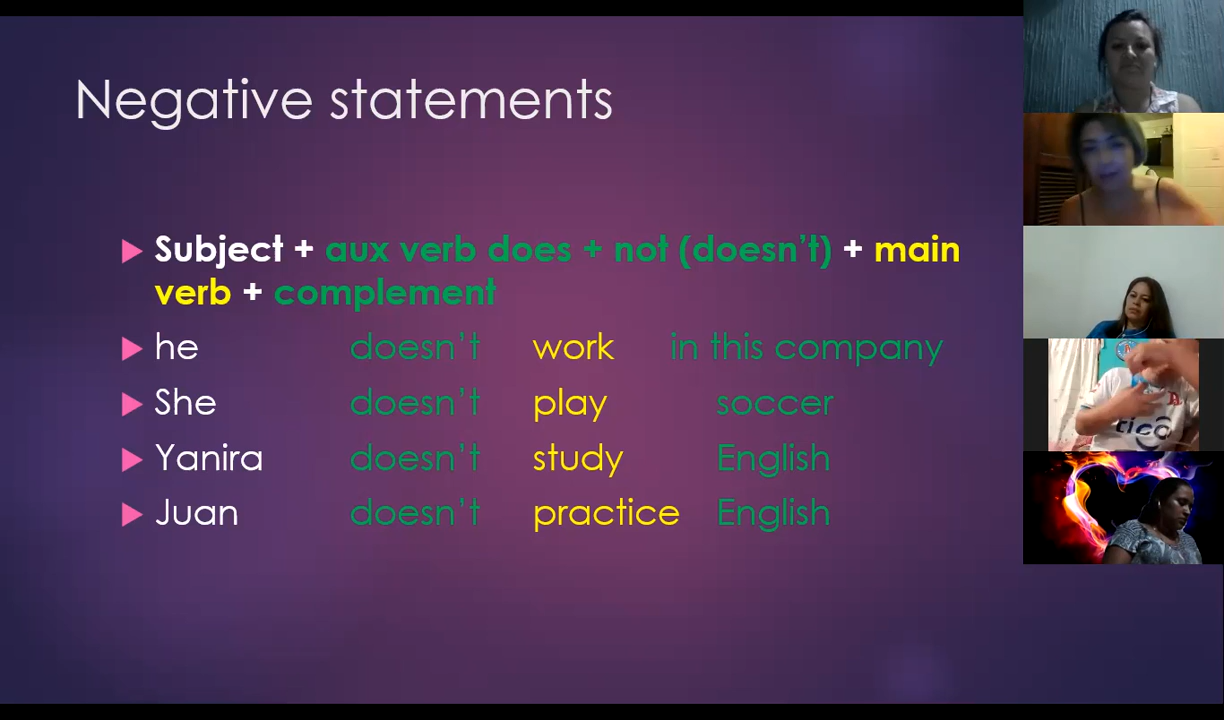 Negative statements
Subject + aux verb does + not (doesn't) + main
verb + complement
he doesn't work in this company
She doesn't play soccer
Yanira doesn't study English
Juan doesn't practice English
tico